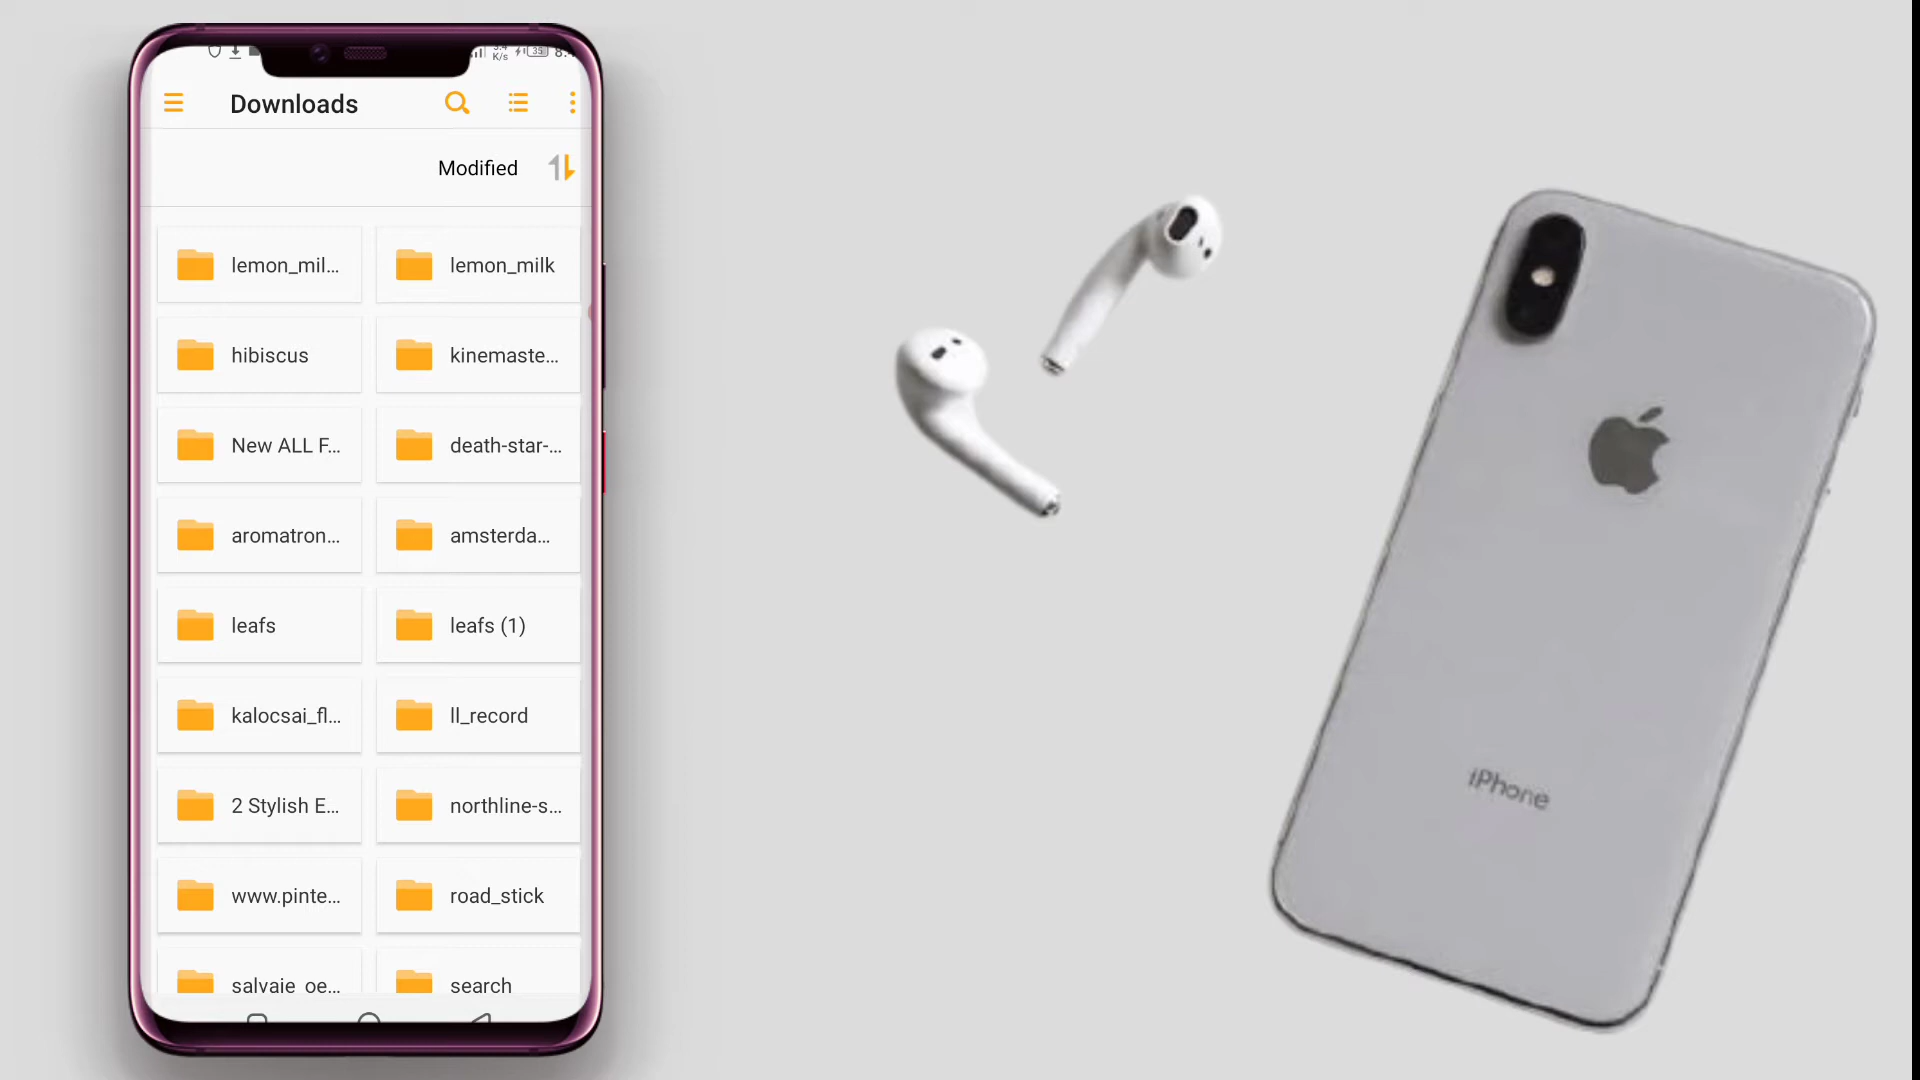 K/s 35
Downloads
Modified
lemon_mil... lemon_milk
hibiscus kinemaste...
New ALL F... death-star-...
aromatron... amsterda...
leafs leafs (1)
kalocsai_fl... ll_record
2 Stylish E... northline-s...
www.pinte... road_stick
salvaie_oe... search
iPhone